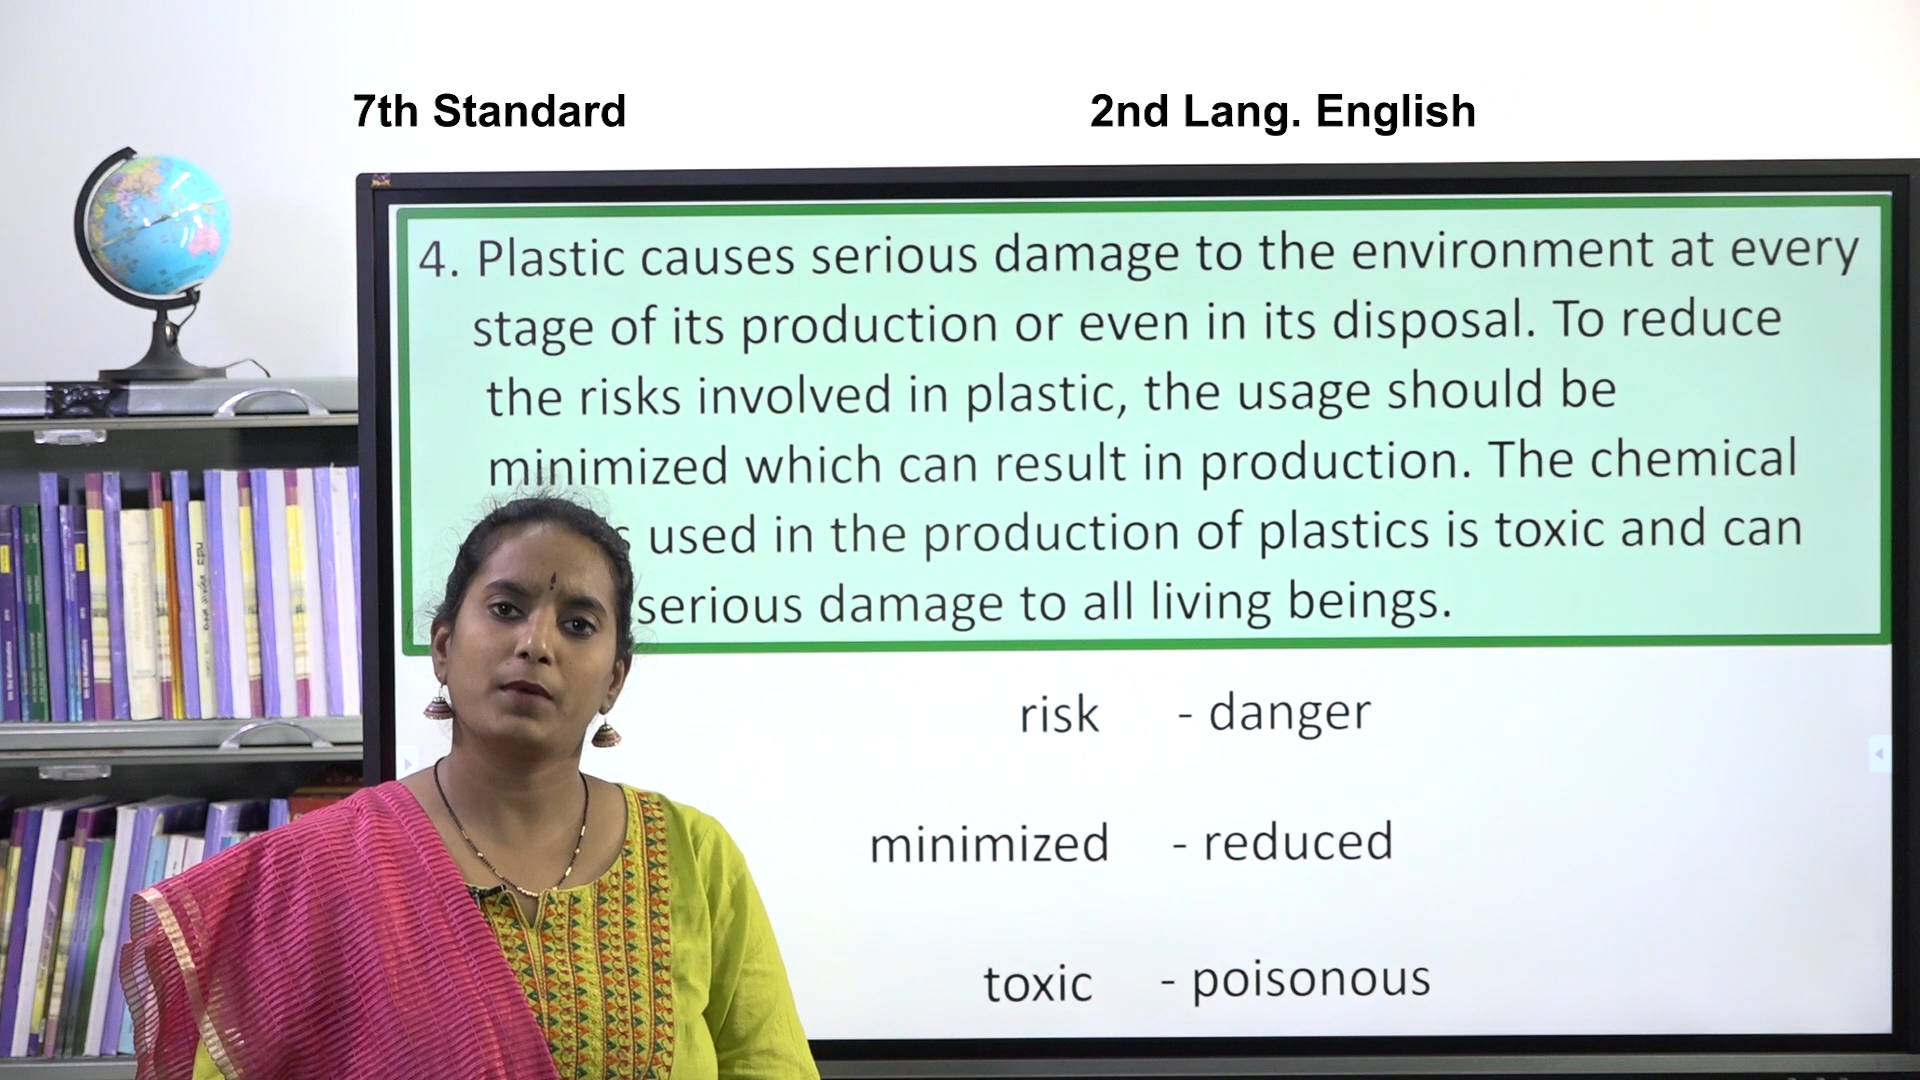 7th Standard
2nd Lang. English
4. Plastic causes serious damage to the environment at every
stage of its production or even in its disposal. To reduce
the risks involved in plastic, the usage should be
minimized which can result in production. The chemical
used in the production of plastics is toxic and can
serious damage to all living beings.
risk - danger
minimized - reduced
toxic - poisonous